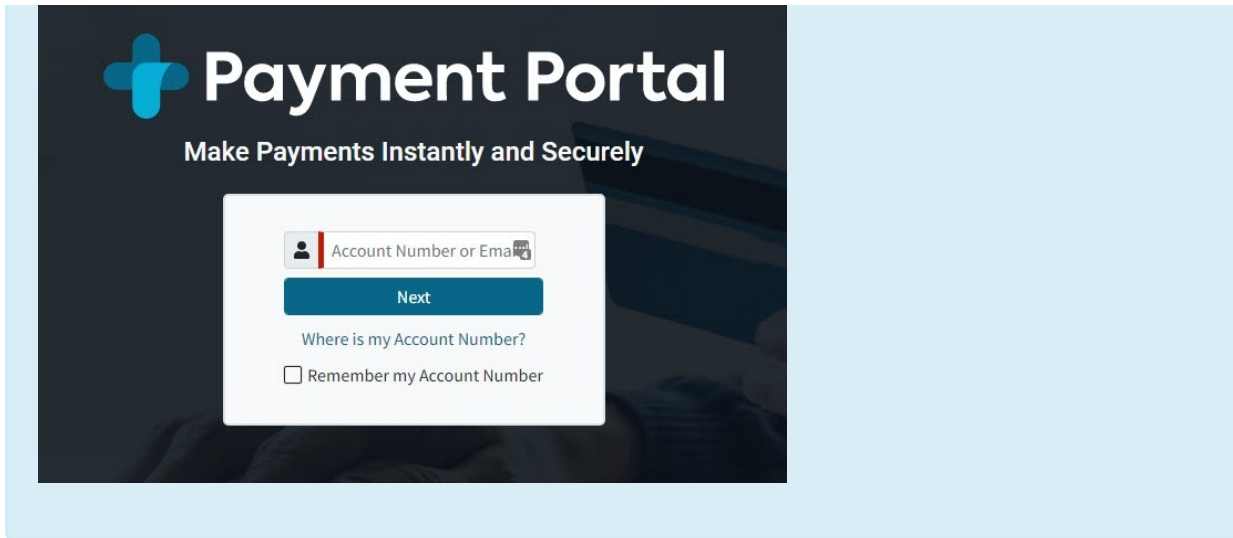 Payment Portal
Make Payments Instantly and Securely
Account Number or Ema
Next
Where is my Account Number?
Remember my Account Number